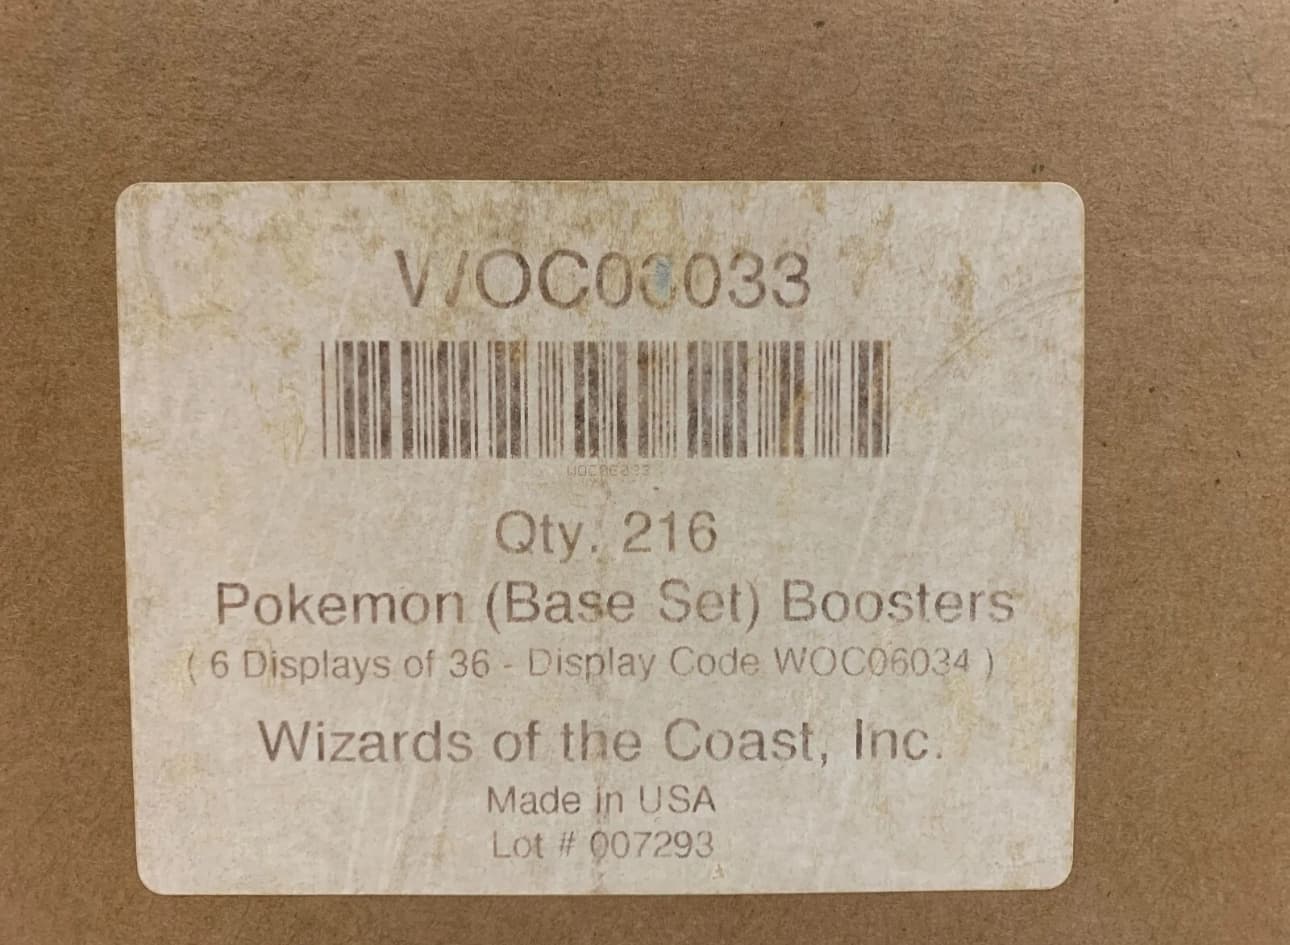 WOC06033
WOC06033
Qty. 216
Pokemon (Base Set) Boosters
( 6 Displays of 36 - Display Code WOC06034 )
Wizards of the Coast, Inc.
Made in USA
Lot # 007293